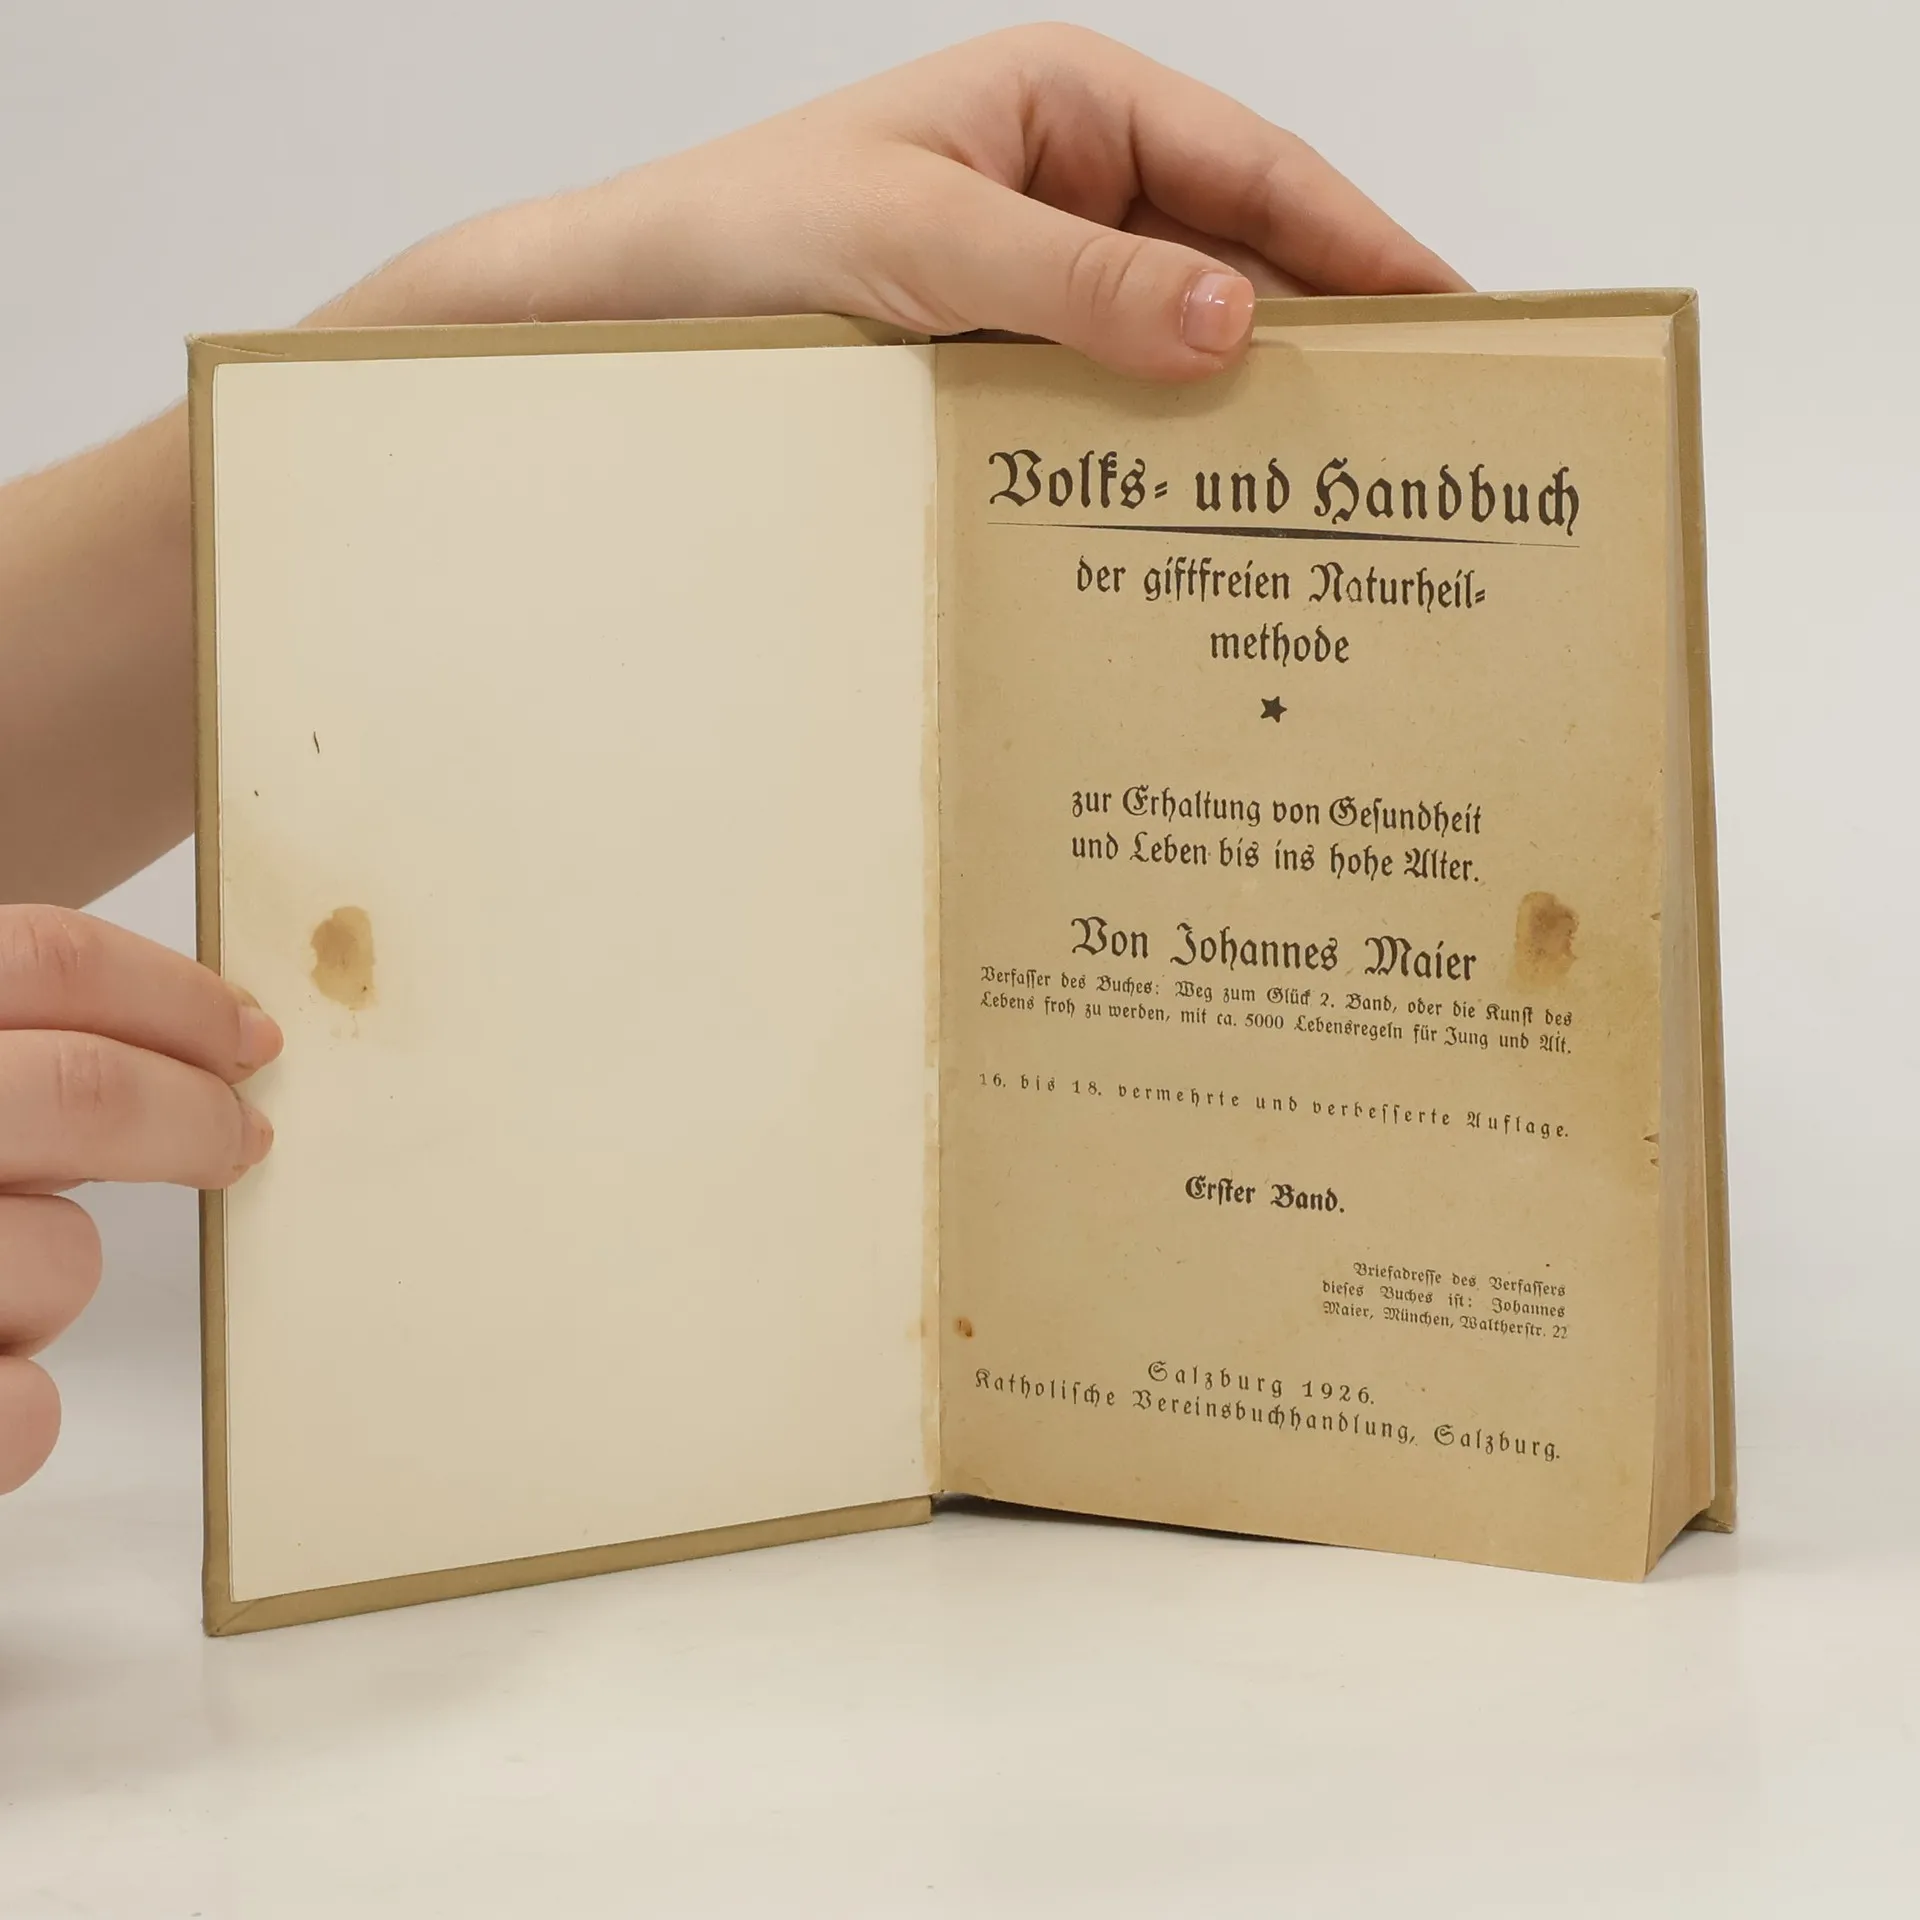 Volks- und Handbuch
der giftfreien Naturheil-
methode
zur Erhaltung von Gesundheit
und Leben bis ins hohe Alter.
Von Johannes Maier
Verfasser des Buches: Weg zum Glück 2. Band, oder die Kunst des
Lebens froh zu werden, mit ca. 5000 Lebensregeln für Jung und Alt.
16. bis 18. vermehrte und verbesserte Auflage.
Erster Band.
Briefadresse des Verfassers
dieses Buches ist: Johannes
Maier, München, Waltherstr. 22
Salzburg 1926.
Katholische Vereinsbuchhandlung, Salzburg.